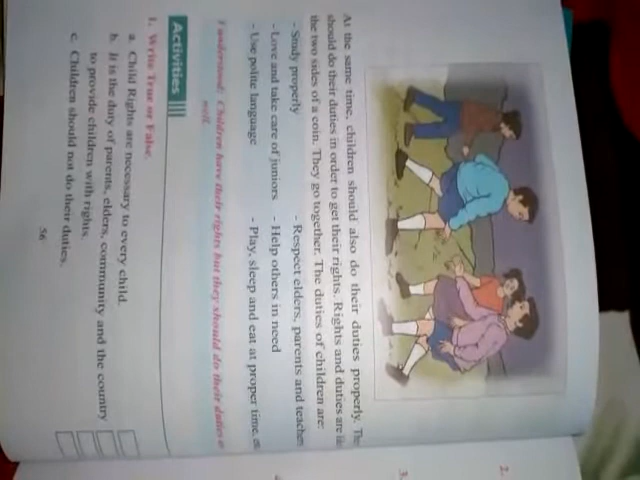 At the same time, children should also do their duties properly. The
should do their duties in order to get their rights. Rights and duties are
the two sides of a coin. They go together. The duties of children are:
- Study properly - Respect elders, parents and teachers
- Love and take care of juniors - Help others in need
- Use polite language - Play, sleep and eat at proper time,
I understand: Children have their rights but they should do their duties
well.
Activities
1. Write True or False.
a. Child Rights are necessary to every child.
b. It is the duty of parents, elders, community and the country
to provide children with rights.
c. Children should not do their duties.
56
2.
3.